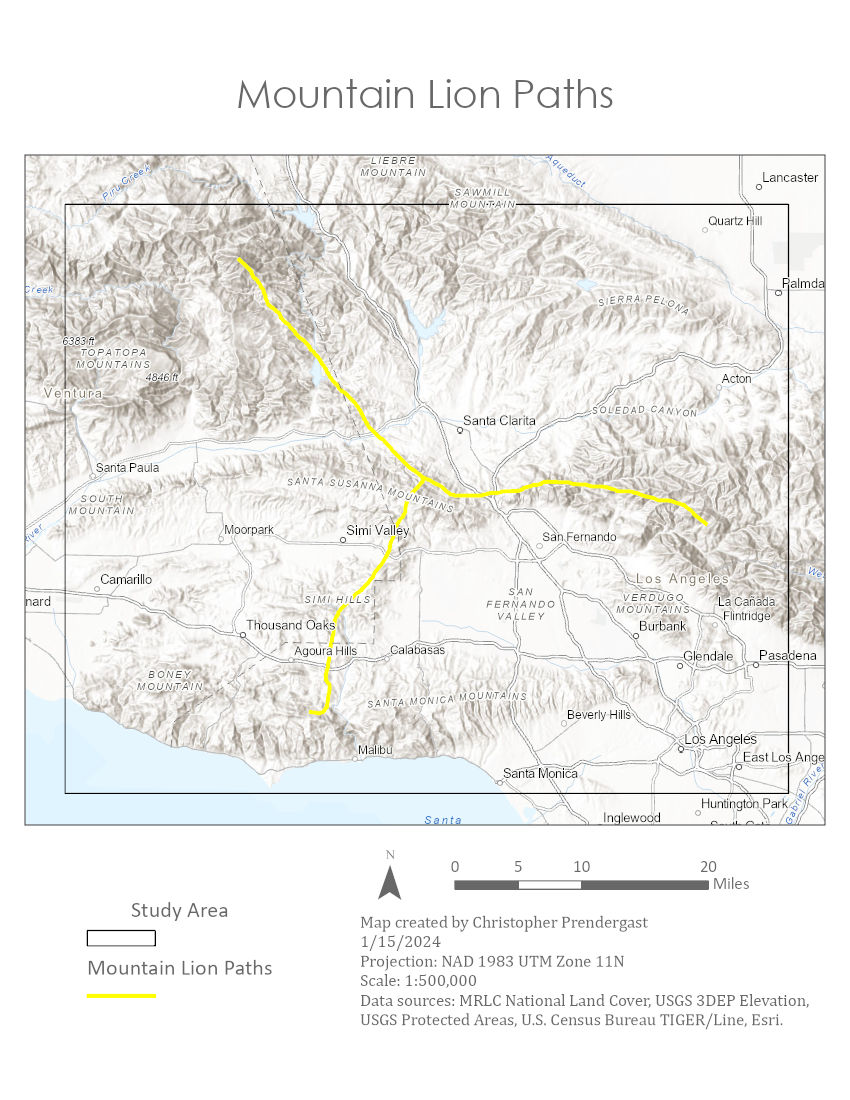 Mountain Lion Paths
LIEBRE
MOUNTAIN
Piru Creek
Aqueduct
Lancaster
SAWMILL
MOUNTAIN
Quartz Hill
Creek
Palmda
SIERRA PELONA
6383 ft
TOPATOPA
MOUNTAINS
4846 ft
Acton
Ventura
SOLEDAD CANYON
Santa Clarita
Santa Paula
SANTA SUSANNA MOUNTAINS
SOUTH
MOUNTAIN
River
Moorpark
Simi Valley
San Fernando
Camarillo
Los Angeles
We
nard
SIMI HILLS
SAN
FERNANDO
VALLEY
VERDUGO
MOUNTAINS
La Cañada
Flintridge
Thousand Oaks
Burbank
Agoura Hills
Calabasas
Glendale
Pasadena
BONEY
MOUNTAIN
SANTA MONICA MOUNTAINS
Beverly Hills
Los Angeles
Malibu
East Los Ange
Santa Monica
Gabriel River
Huntington Park
Santa
Inglewood
N
0 5 10 20
Miles
Study Area
Mountain Lion Paths
Map created by Christopher Prendergast
1/15/2024
Projection: NAD 1983 UTM Zone 11N
Scale: 1:500,000
Data sources: MRLC National Land Cover, USGS 3DEP Elevation,
USGS Protected Areas, U.S. Census Bureau TIGER/Line, Esri.